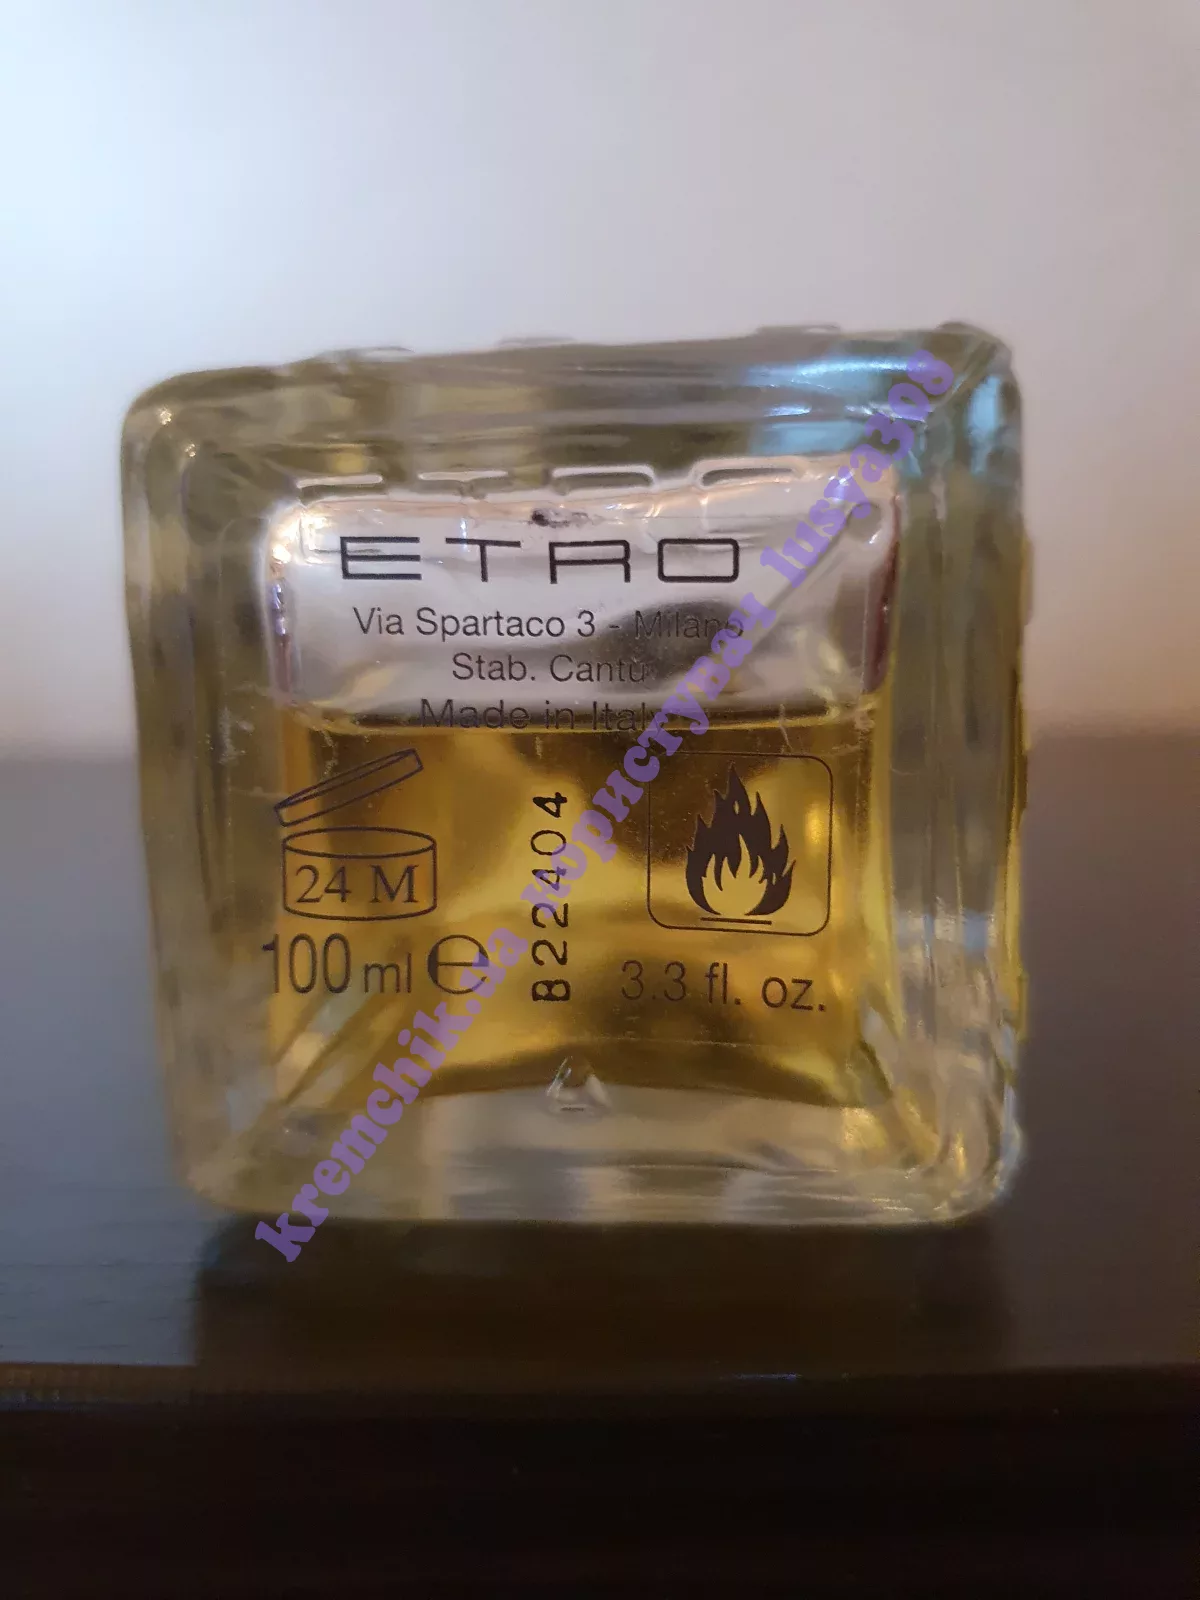 ETRO
ETRO
Via Spartaco 3 - Milano
Stab. Cantù
Made in Italy
24 M
100 ml e
B22404
3.3 fl. oz.
kremchik.ua користувач lusya308